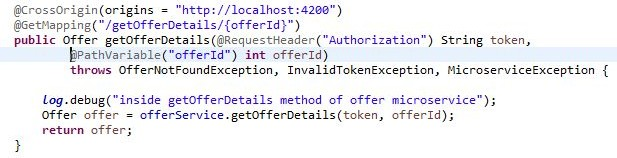 @CrossOrigin(origins = "http://localhost:4200")
@GetMapping("/getOfferDetails/{offerId}")
public Offer getOfferDetails(@RequestHeader("Authorization") String token,
@PathVariable("offerId") int offerId)
throws OfferNotFoundException, InvalidTokenException, MicroserviceException {
log.debug("inside getOfferDetails method of offer microservice");
Offer offer = offerService.getOfferDetails(token, offerId);
return offer;
}